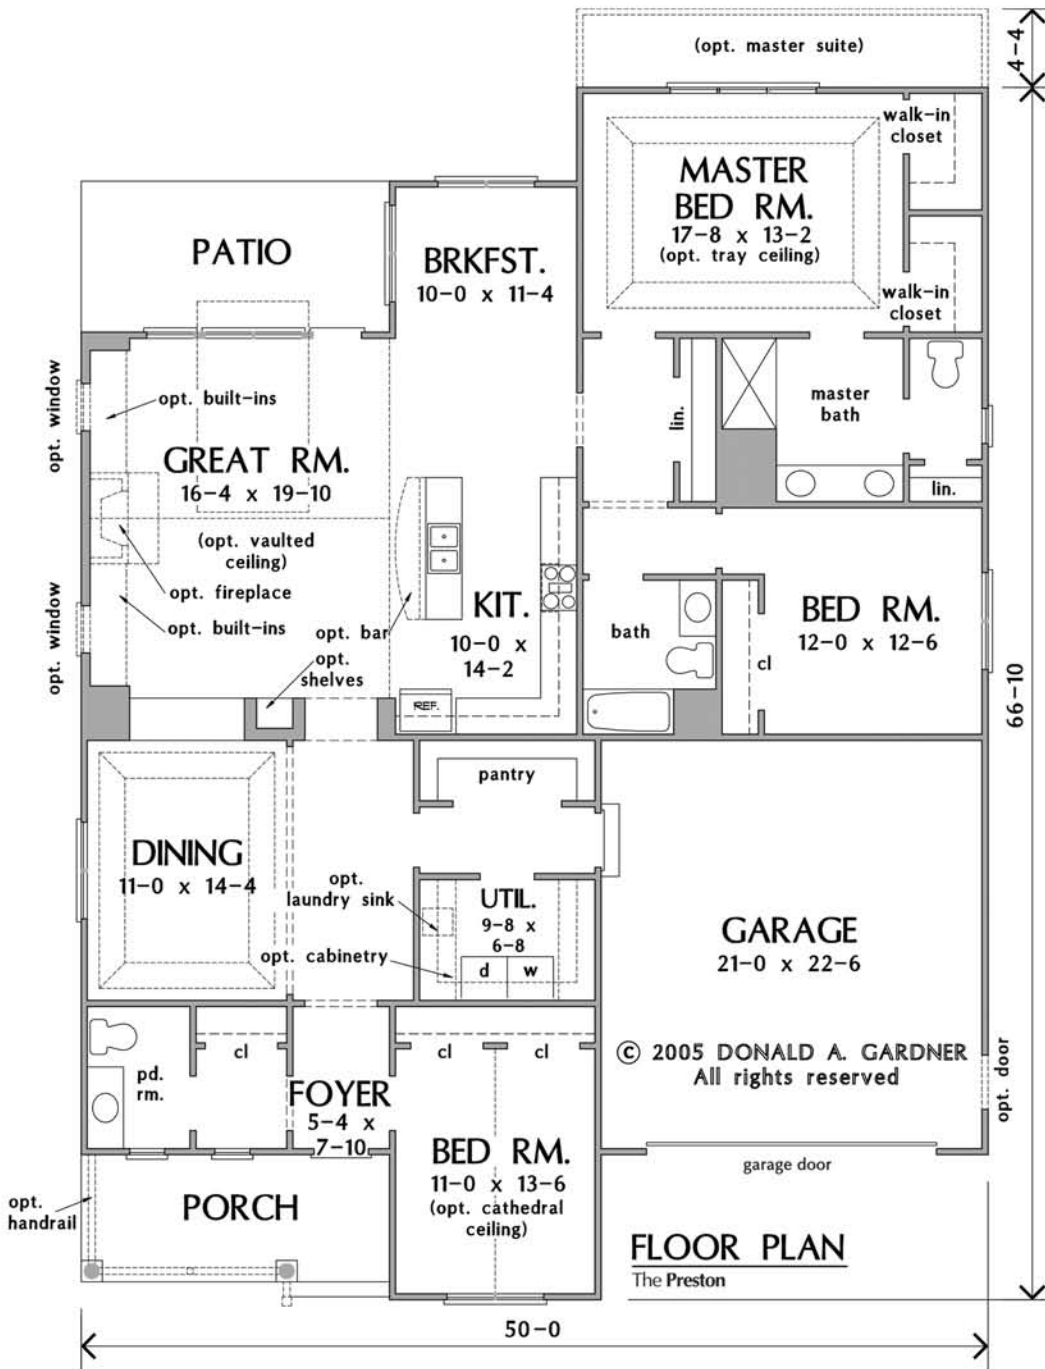 (opt. master suite)
4-4
walk-in
closet
MASTER
BED RM.
17-8 x 13-2
(opt. tray ceiling)
walk-in
closet
PATIO
BRKFST.
10-0 x 11-4
opt. window
opt. built-ins
GREAT RM.
16-4 x 19-10
(opt. vaulted
ceiling)
opt. fireplace
opt. built-ins
opt. window
lin.
master
bath
lin.
opt. bar
opt.
shelves
KIT.
10-0 x
14-2
REF.
bath
cl
BED RM.
12-0 x 12-6
66-10
pantry
DINING
11-0 x 14-4
opt.
laundry sink
UTIL.
9-8 x
6-8
opt. cabinetry
d
w
GARAGE
21-0 x 22-6
© 2005 DONALD A. GARDNER
All rights reserved
opt. door
pd.
rm.
cl
cl
cl
FOYER
5-4 x
7-10
BED RM.
11-0 x 13-6
(opt. cathedral
ceiling)
garage door
opt.
handrail
PORCH
FLOOR PLAN
The Preston
50-0